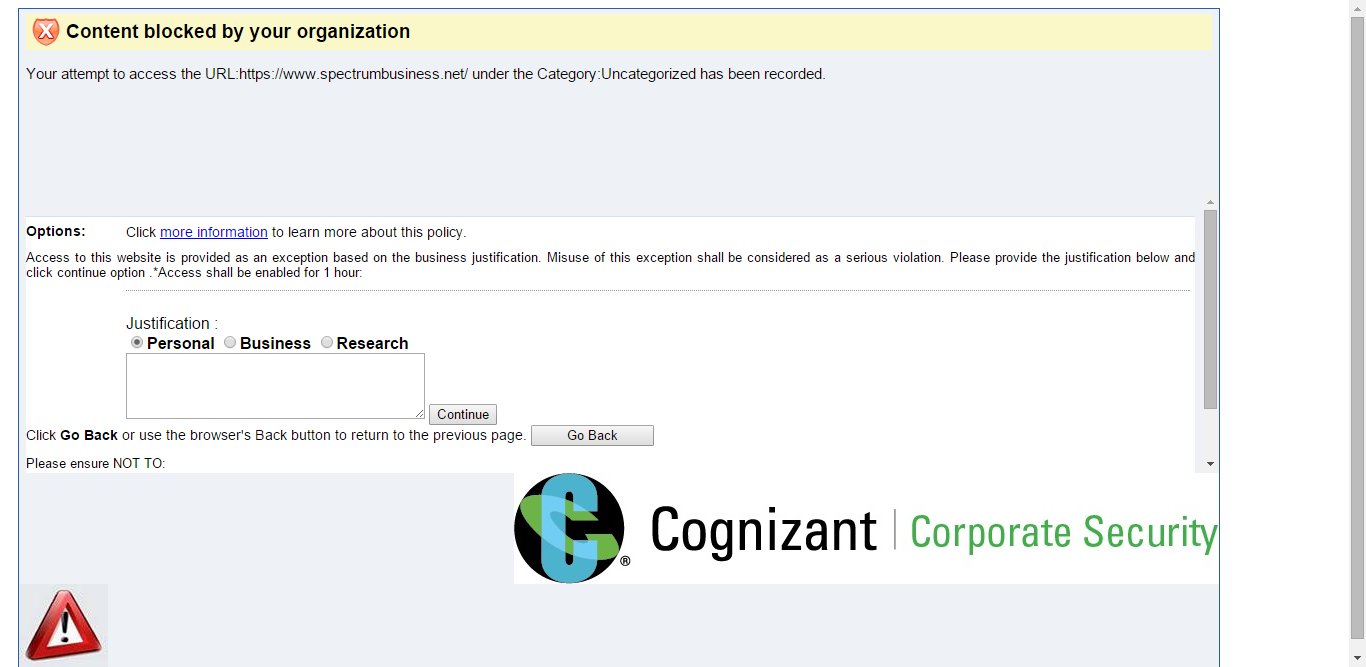 Content blocked by your organization
Your attempt to access the URL:https://www.spectrumbusiness.net/ under the Category:Uncategorized has been recorded.
Options: Click more information to learn more about this policy.
Access to this website is provided as an exception based on the business justification. Misuse of this exception shall be considered as a serious violation. Please provide the justification below and
click continue option .*Access shall be enabled for 1 hour:
Justification :
Personal Business Research
Continue
Click Go Back or use the browser's Back button to return to the previous page. Go Back
Please ensure NOT TO:
® Cognizant | Corporate Security